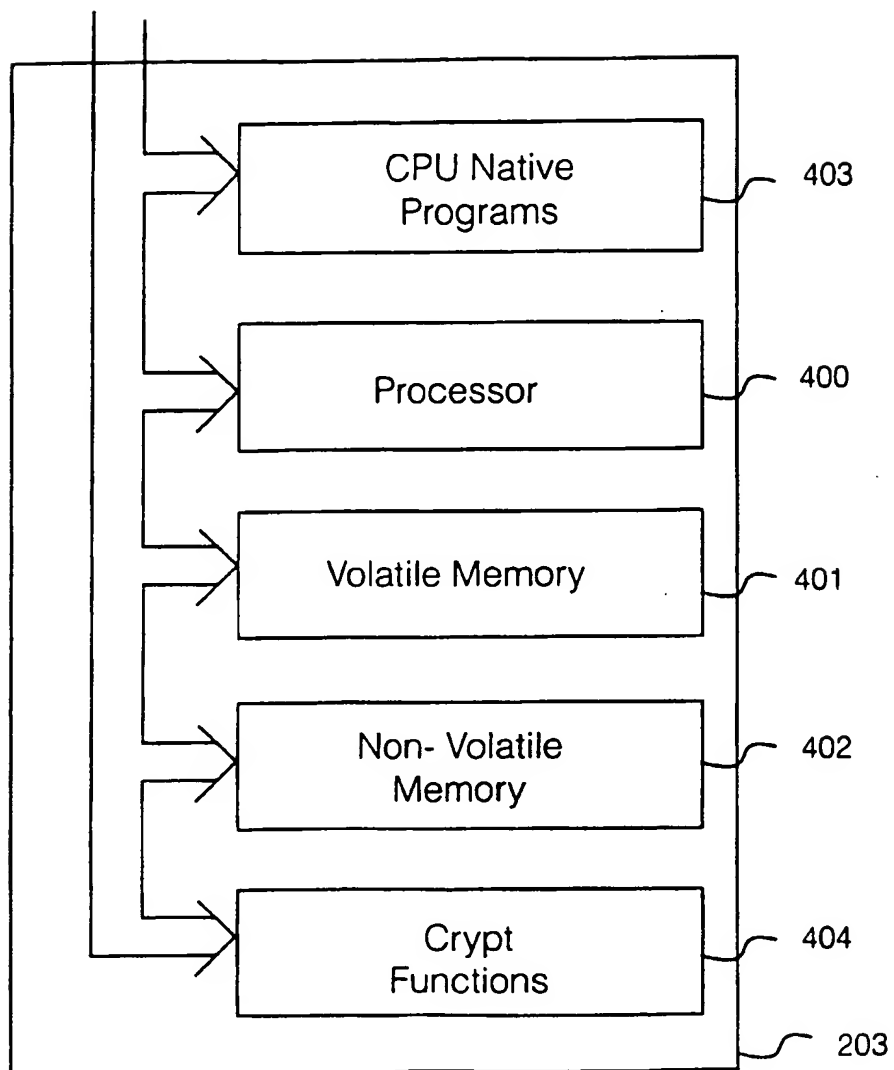 CPU Native
Programs
403
Processor
400
Volatile Memory
401
Non- Volatile
Memory
402
Crypt
Functions
404
203